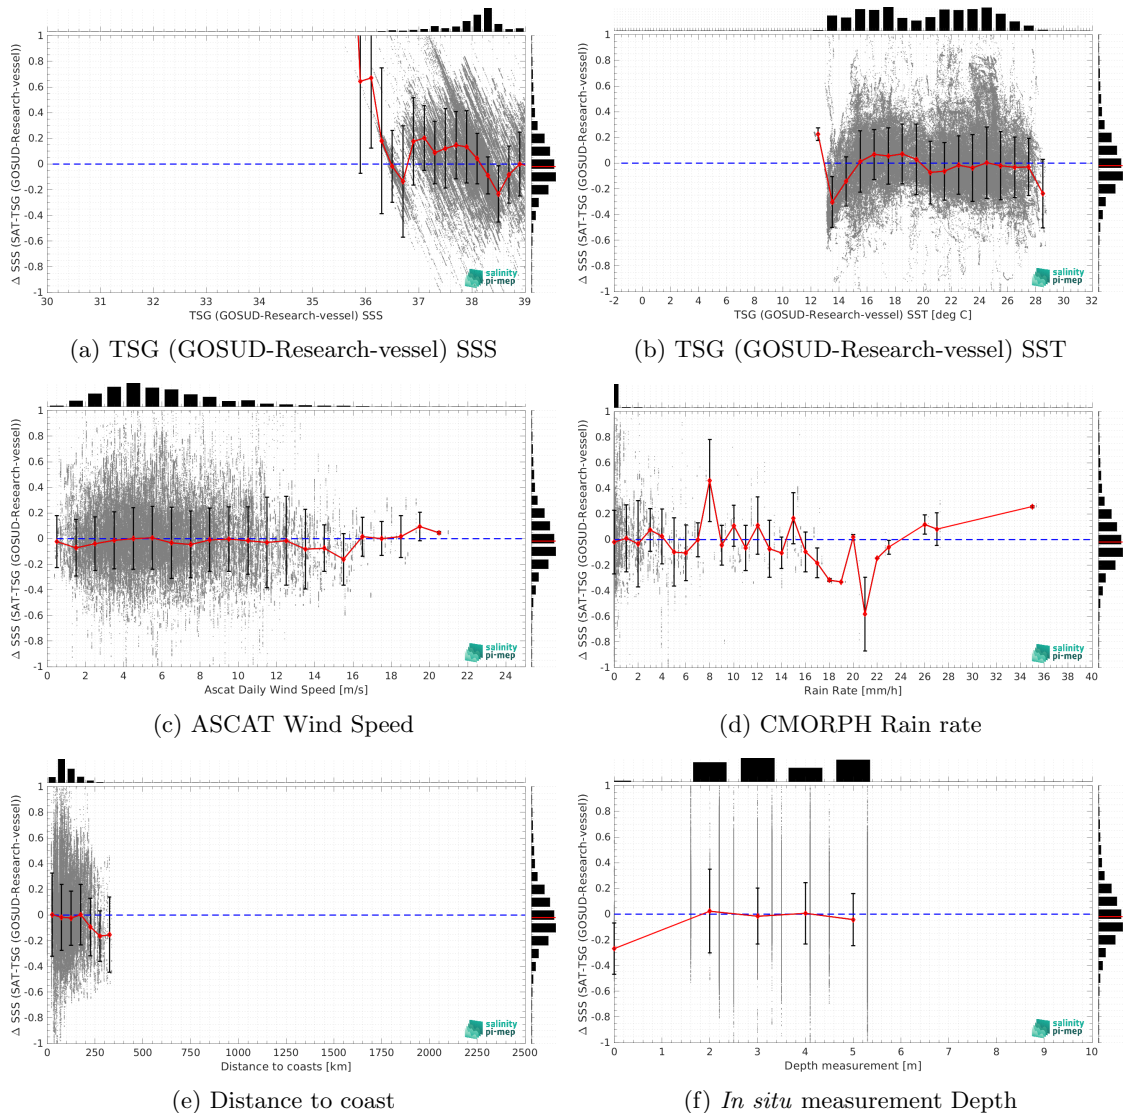 Δ SSS (SAT-TSG (GOSUD-Research-vessel))
1
0.8
0.6
0.4
0.2
0
-0.2
-0.4
-0.6
-0.8
-1
salinity
pi-mep
30 31 32 33 34 35 36 37 38 39
TSG (GOSUD-Research-vessel) SSS
(a) TSG (GOSUD-Research-vessel) SSS
Δ SSS (SAT-TSG (GOSUD-Research-vessel))
1
0.8
0.6
0.4
0.2
0
-0.2
-0.4
-0.6
-0.8
-1
salinity
pi-mep
-2 0 2 4 6 8 10 12 14 16 18 20 22 24 26 28 30 32
TSG (GOSUD-Research-vessel) SST [deg C]
(b) TSG (GOSUD-Research-vessel) SST
Δ SSS (SAT-TSG (GOSUD-Research-vessel))
1
0.8
0.6
0.4
0.2
0
-0.2
-0.4
-0.6
-0.8
-1
salinity
pi-mep
0 2 4 6 8 10 12 14 16 18 20 22 24
Ascat Daily Wind Speed [m/s]
(c) ASCAT Wind Speed
Δ SSS (SAT-TSG (GOSUD-Research-vessel))
1
0.8
0.6
0.4
0.2
0
-0.2
-0.4
-0.6
-0.8
-1
salinity
pi-mep
0 2 4 6 8 10 12 14 16 18 20 22 24 26 28 30 32 34 36 38 40
Rain Rate [mm/h]
(d) CMORPH Rain rate
Δ SSS (SAT-TSG (GOSUD-Research-vessel))
1
0.8
0.6
0.4
0.2
0
-0.2
-0.4
-0.6
-0.8
-1
salinity
pi-mep
0 250 500 750 1000 1250 1500 1750 2000 2250 2500
Distance to coasts [km]
(e) Distance to coast
Δ SSS (SAT-TSG (GOSUD-Research-vessel))
1
0.8
0.6
0.4
0.2
0
-0.2
-0.4
-0.6
-0.8
-1
salinity
pi-mep
0 1 2 3 4 5 6 7 8 9 10
Depth measurement [m]
(f) In situ measurement Depth